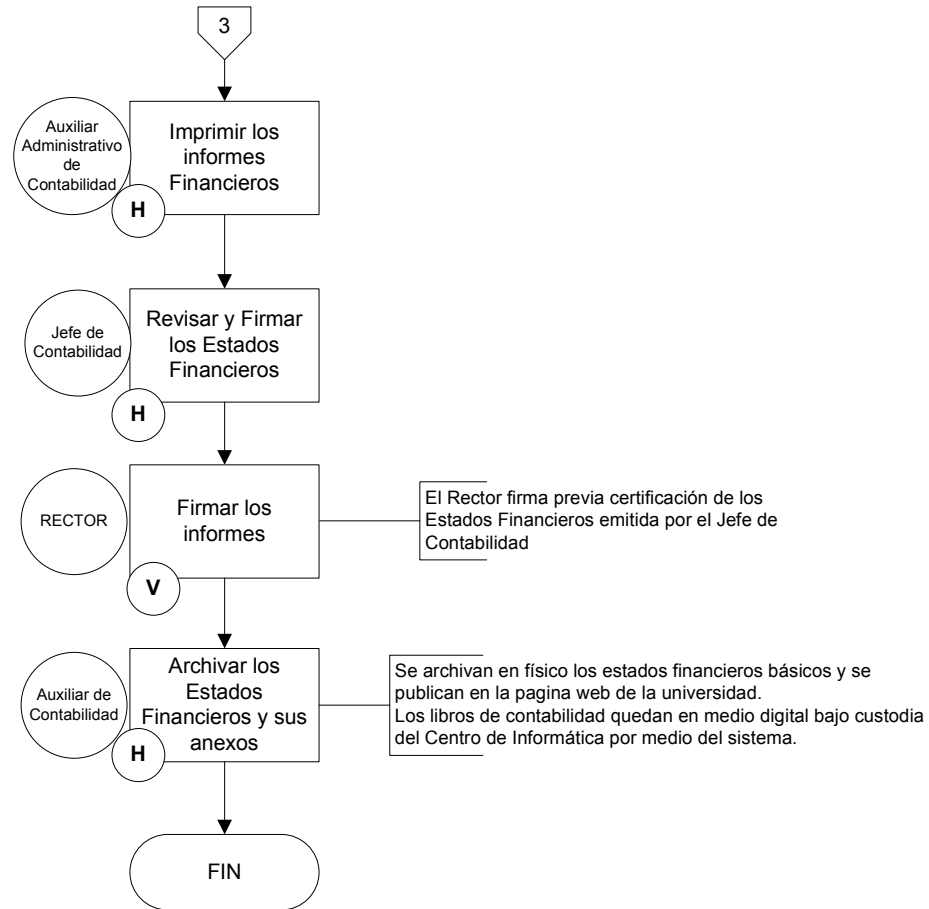 3
Auxiliar
Administrativo
de
Contabilidad
H
Imprimir los
informes
Financieros
Jefe de
Contabilidad
H
Revisar y Firmar
los Estados
Financieros
RECTOR
V
Firmar los
informes
El Rector firma previa certificación de los
Estados Financieros emitida por el Jefe de
Contabilidad
Auxiliar de
Contabilidad
H
Archivar los
Estados
Financieros y sus
anexos
Se archivan en físico los estados financieros básicos y se
publican en la pagina web de la universidad.
Los libros de contabilidad quedan en medio digital bajo custodia
del Centro de Informática por medio del sistema.
FIN